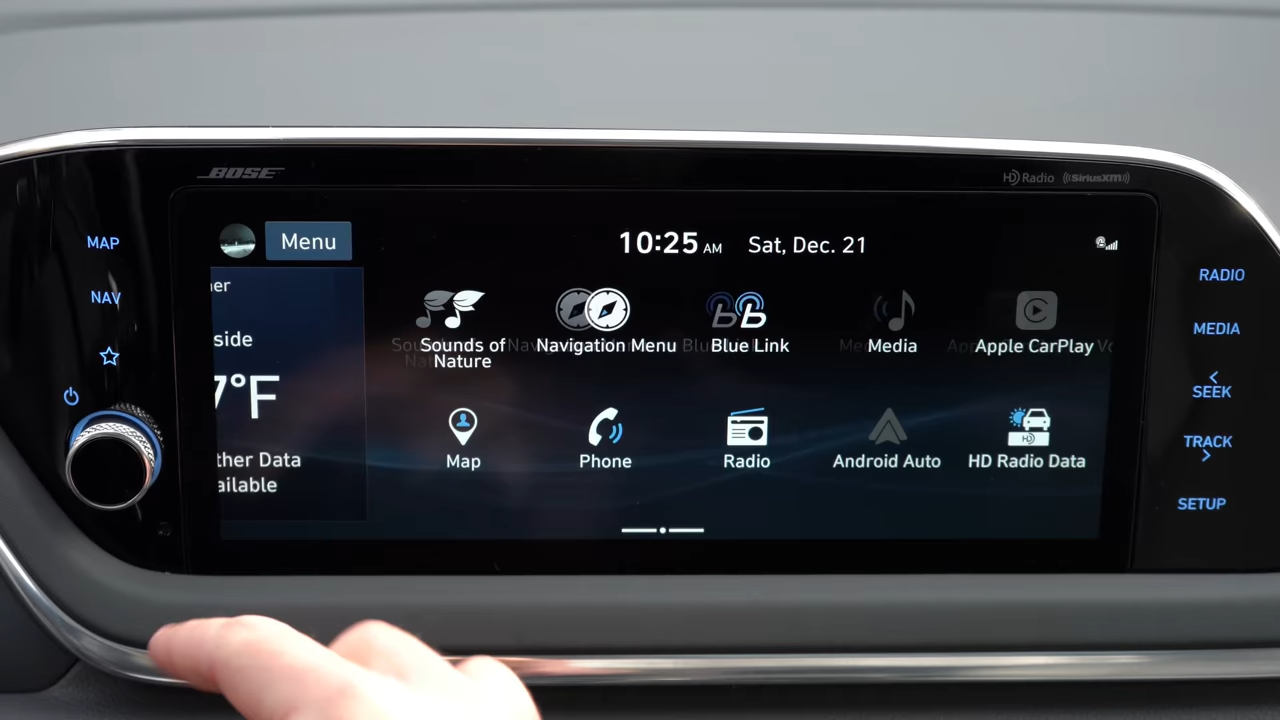 BOSE
HD Radio
((SiriusXM))
MAP
NAV
Menu
10:25 AM
Sat, Dec. 21
side
7°F
ther Data
ailable
Sounds of
Nature
Navigation Menu
Blue Link
Media
Apple CarPlay
Map
Phone
Radio
Android Auto
HD Radio Data
HD
RADIO
MEDIA
SEEK
TRACK
SETUP